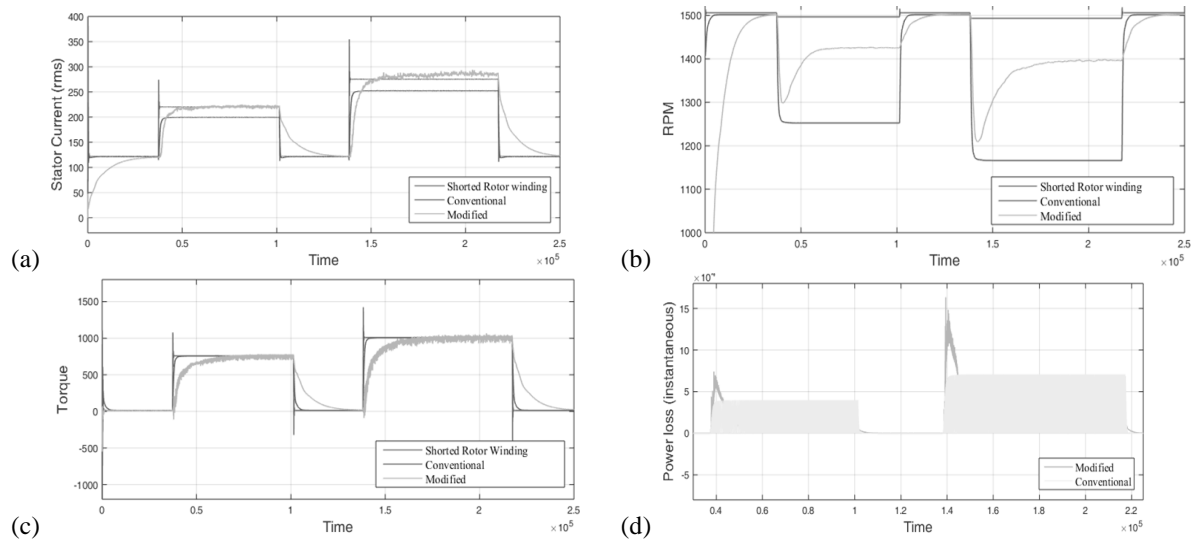 400
350
300
250
200
150
100
50
0
Stator Current (rms)
Shorted Rotor winding
Conventional
Modified
0
0.5
1
1.5
2
2.5
Time
×10⁵
(a)
1500
1400
1300
1200
1100
1000
RPM
Shorted Rotor winding
Conventional
Modified
0
0.5
1
1.5
2
2.5
Time
×10⁵
(b)
1500
1000
500
0
-500
-1000
Torque
Shorted Rotor Winding
Conventional
Modified
0
0.5
1
1.5
2
2.5
Time
×10⁵
(c)
15
10
5
0
-5
Power loss (instantaneous)
Modified
Conventional
0.4
0.6
0.8
1
1.2
1.4
1.6
1.8
2
2.2
Time
×10⁵
(d)